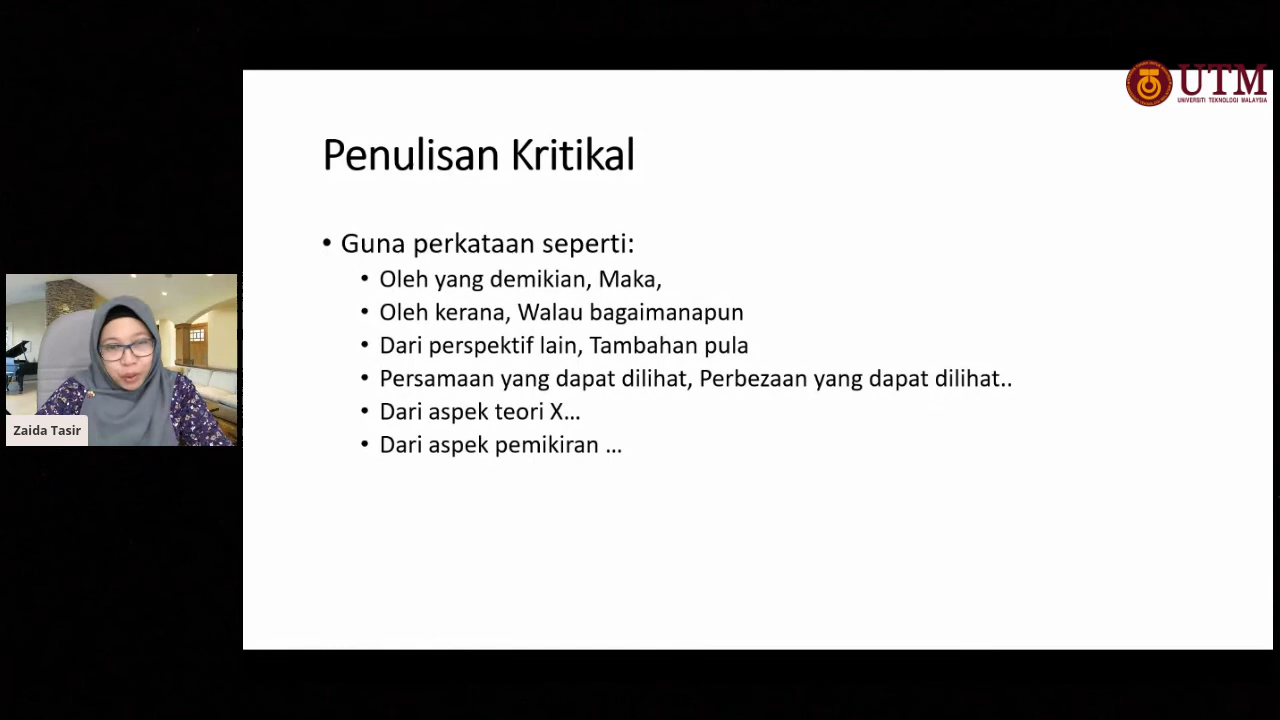 UTM
UNIVERSITI TEKNOLOGI MALAYSIA
Penulisan Kritikal
• Guna perkataan seperti:
• Oleh yang demikian, Maka,
• Oleh kerana, Walau bagaimanapun
• Dari perspektif lain, Tambahan pula
• Persamaan yang dapat dilihat, Perbezaan yang dapat dilihat..
• Dari aspek teori X...
• Dari aspek pemikiran ...
Zaida Tasir